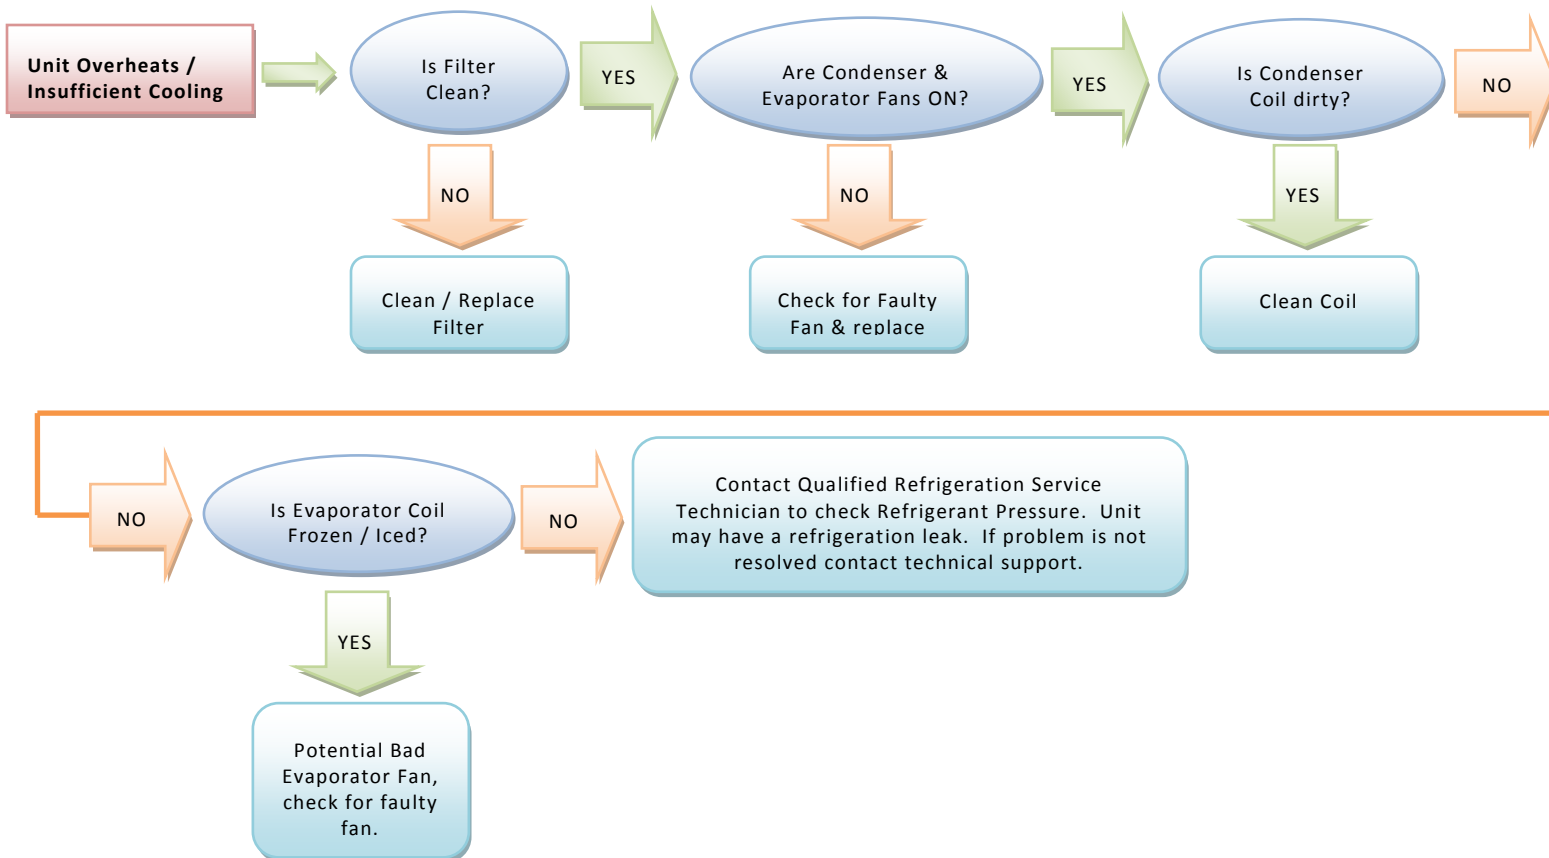 Unit Overheats /
Insufficient Cooling
Is Filter
Clean?
YES
Are Condenser &
Evaporator Fans ON?
YES
Is Condenser
Coil dirty?
NO
NO
NO
YES
Clean / Replace
Filter
Check for Faulty
Fan & replace
Clean Coil
NO
Is Evaporator Coil
Frozen / Iced?
NO
Contact Qualified Refrigeration Service
Technician to check Refrigerant Pressure.  Unit
may have a refrigeration leak.  If problem is not
resolved contact technical support.
YES
Potential Bad
Evaporator Fan,
check for faulty
fan.